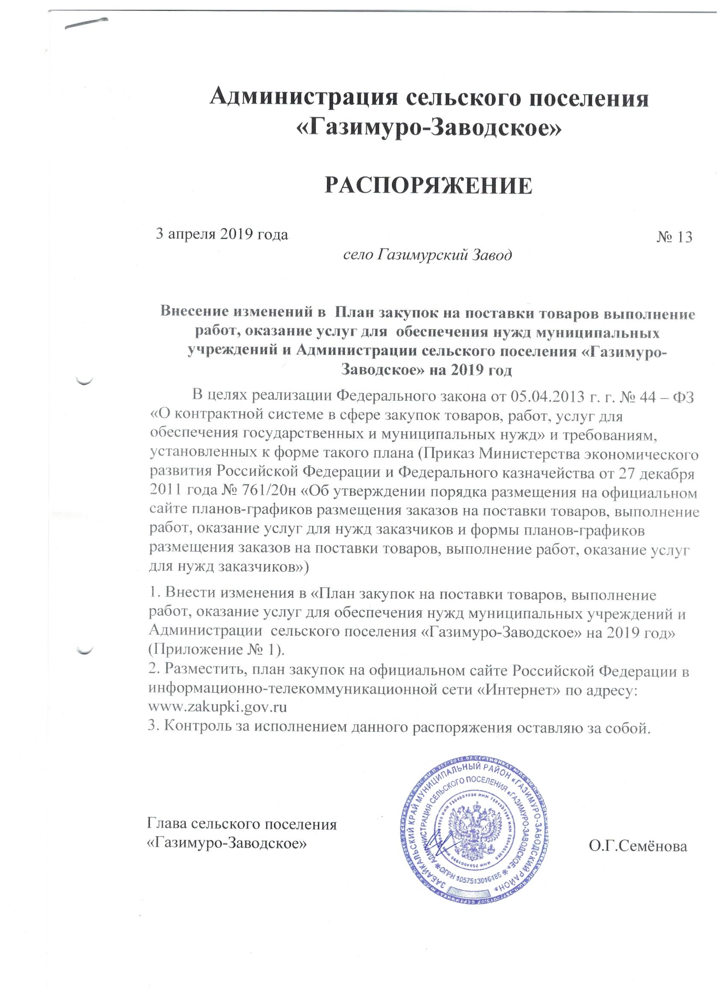 Администрация сельского поселения
«Газимуро-Заводское»
РАСПОРЯЖЕНИЕ
3 апреля 2019 года
№ 13
село Газимурский Завод
Внесение изменений в План закупок на поставки товаров выполнение
работ, оказание услуг для обеспечения нужд муниципальных
учреждений и Администрации сельского поселения «Газимуро-
Заводское» на 2019 год
В целях реализации Федерального закона от 05.04.2013 г. г. № 44 – ФЗ
«О контрактной системе в сфере закупок товаров, работ, услуг для
обеспечения государственных и муниципальных нужд» и требованиям,
установленных к форме такого плана (Приказ Министерства экономического
развития Российской Федерации и Федерального казначейства от 27 декабря
2011 года № 761/20н «Об утверждении порядка размещения на официальном
сайте планов-графиков размещения заказов на поставки товаров, выполнение
работ, оказание услуг для нужд заказчиков и формы планов-графиков
размещения заказов на поставки товаров, выполнение работ, оказание услуг
для нужд заказчиков»)
1. Внести изменения в «План закупок на поставки товаров, выполнение
работ, оказание услуг для обеспечения нужд муниципальных учреждений и
Администрации сельского поселения «Газимуро-Заводское» на 2019 год»
(Приложение № 1).
2. Разместить, план закупок на официальном сайте Российской Федерации в
информационно-телекоммуникационной сети «Интернет» по адресу:
www.zakupki.gov.ru
3. Контроль за исполнением данного распоряжения оставляю за собой.
Глава сельского поселения
«Газимуро-Заводское»
О.Г.Семёнова
ЗАБАЙКАЛЬСКИЙ КРАЙ МУНИЦИПАЛЬНЫЙ РАЙОН «ГАЗИМУРО-ЗАВОДСКИЙ РАЙОН»
АДМИНИСТРАЦИЯ СЕЛЬСКОГО ПОСЕЛЕНИЯ «ГАЗИМУРО-ЗАВОДСКОЕ»
ОГРН 1057513016186